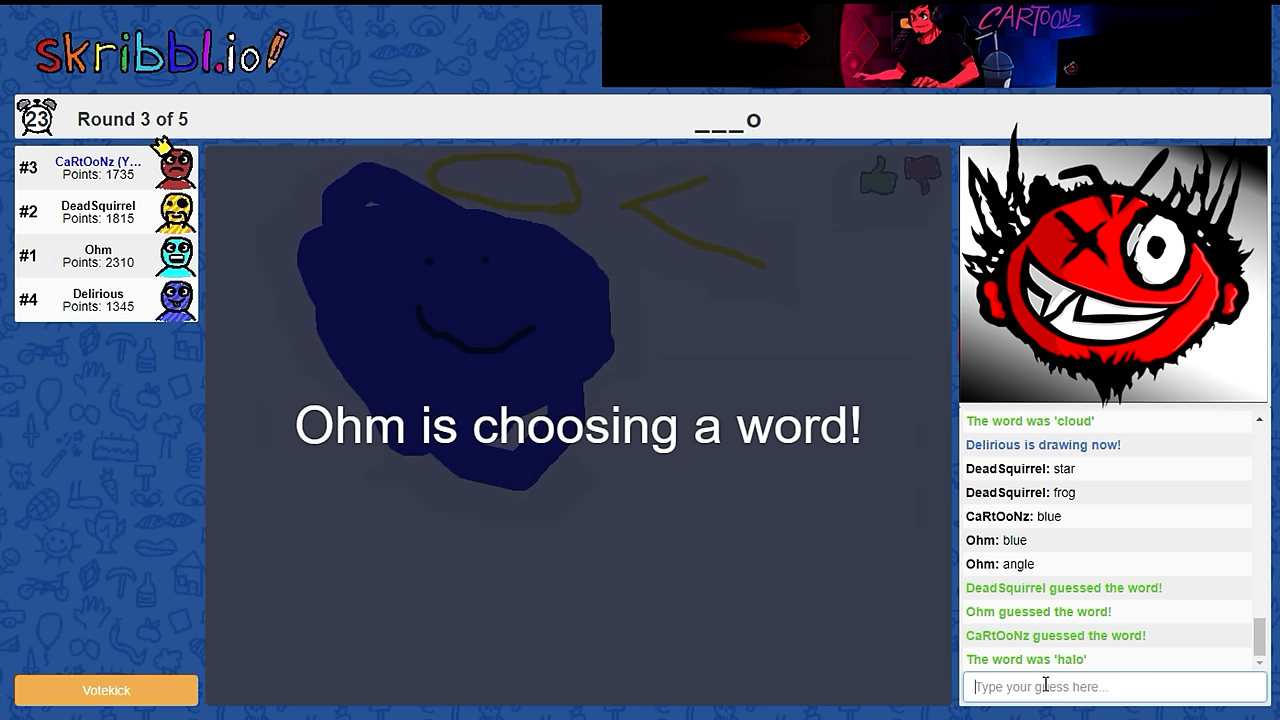 skribbl.io!
CARTOONZ
23
Round 3 of 5
_ _ _ o
#3
CaRtOoNz (Y...
Points: 1735
#2
DeadSquirrel
Points: 1815
#1
Ohm
Points: 2310
#4
Delirious
Points: 1345
Ohm is choosing a word!
The word was 'cloud'
Delirious is drawing now!
DeadSquirrel: star
DeadSquirrel: frog
CaRtOoNz: blue
Ohm: blue
Ohm: angle
DeadSquirrel guessed the word!
Ohm guessed the word!
CaRtOoNz guessed the word!
The word was 'halo'
Type your guess here...
Votekick